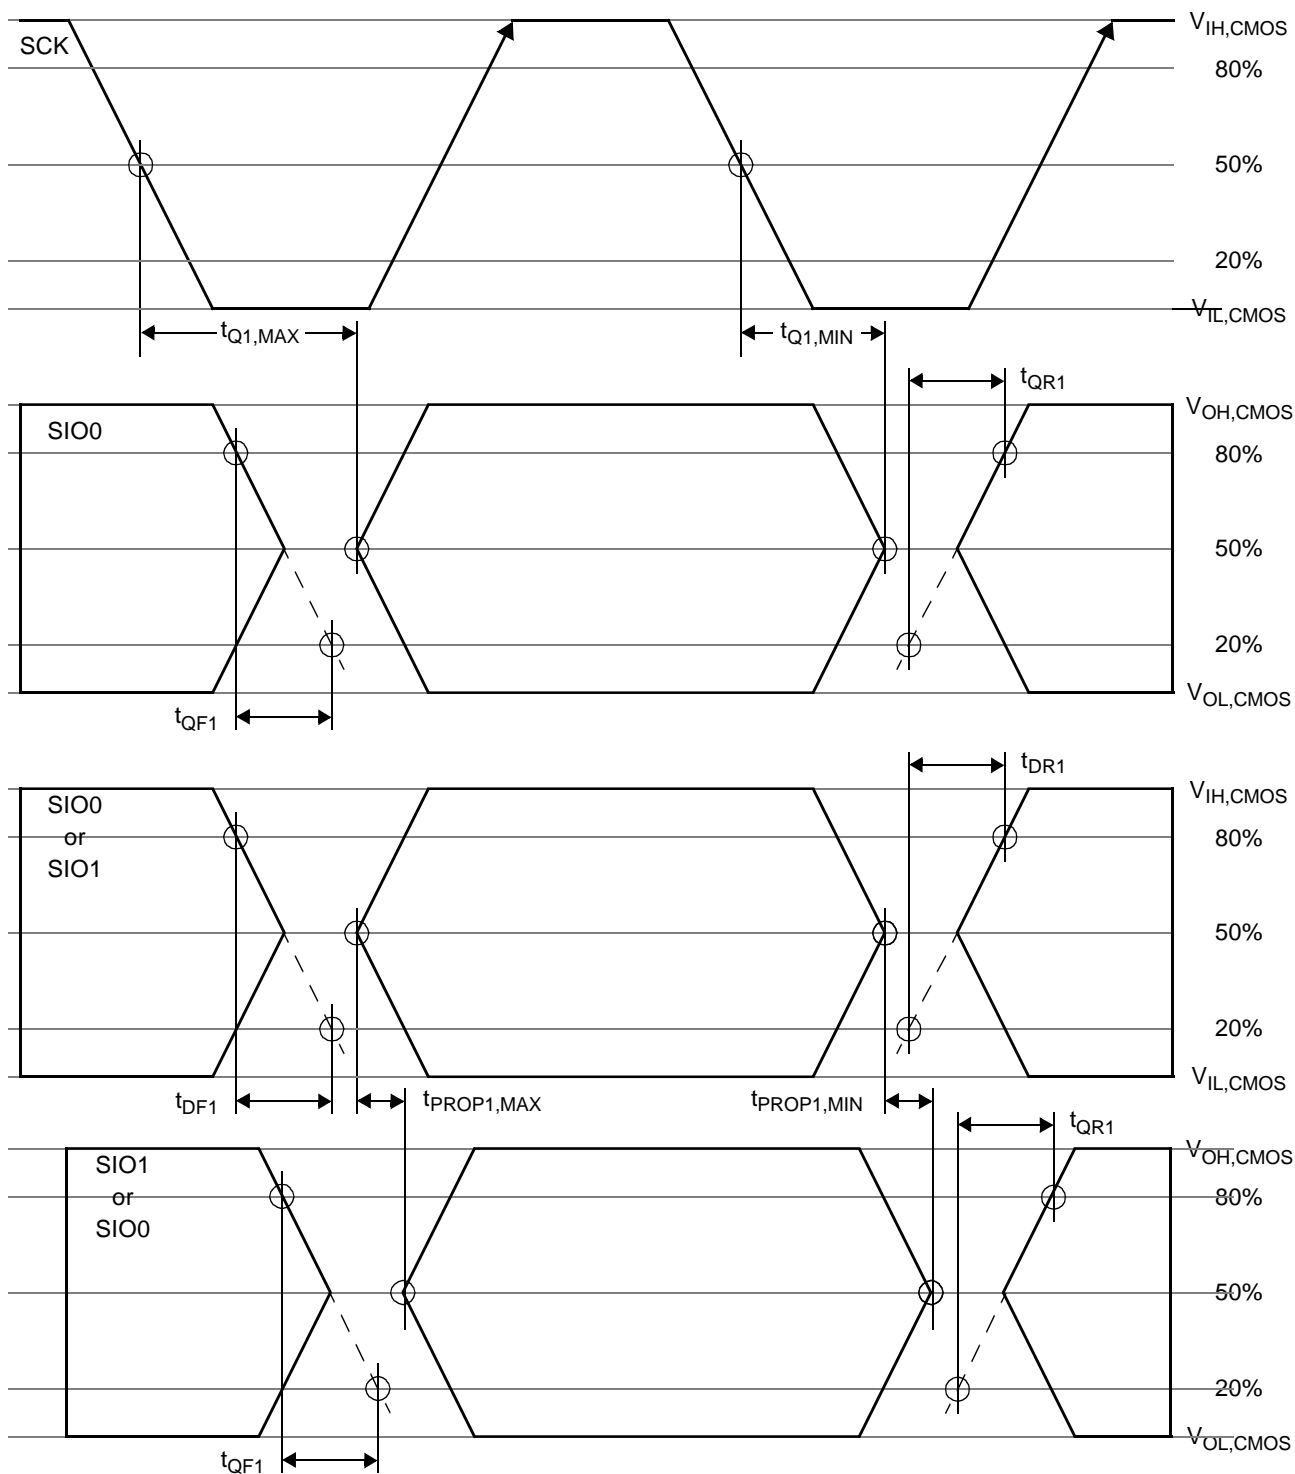 SCK
V_IH,CMOS
80%
50%
20%
V_IL,CMOS
t_Q1,MAX
t_Q1,MIN
t_QR1
SIO0
V_OH,CMOS
80%
50%
20%
V_OL,CMOS
t_QF1
t_DR1
SIO0
or
SIO1
V_IH,CMOS
80%
50%
20%
V_IL,CMOS
t_DF1
t_PROP1,MAX
t_PROP1,MIN
t_QR1
SIO1
or
SIO0
V_OH,CMOS
80%
50%
20%
V_OL,CMOS
t_QF1